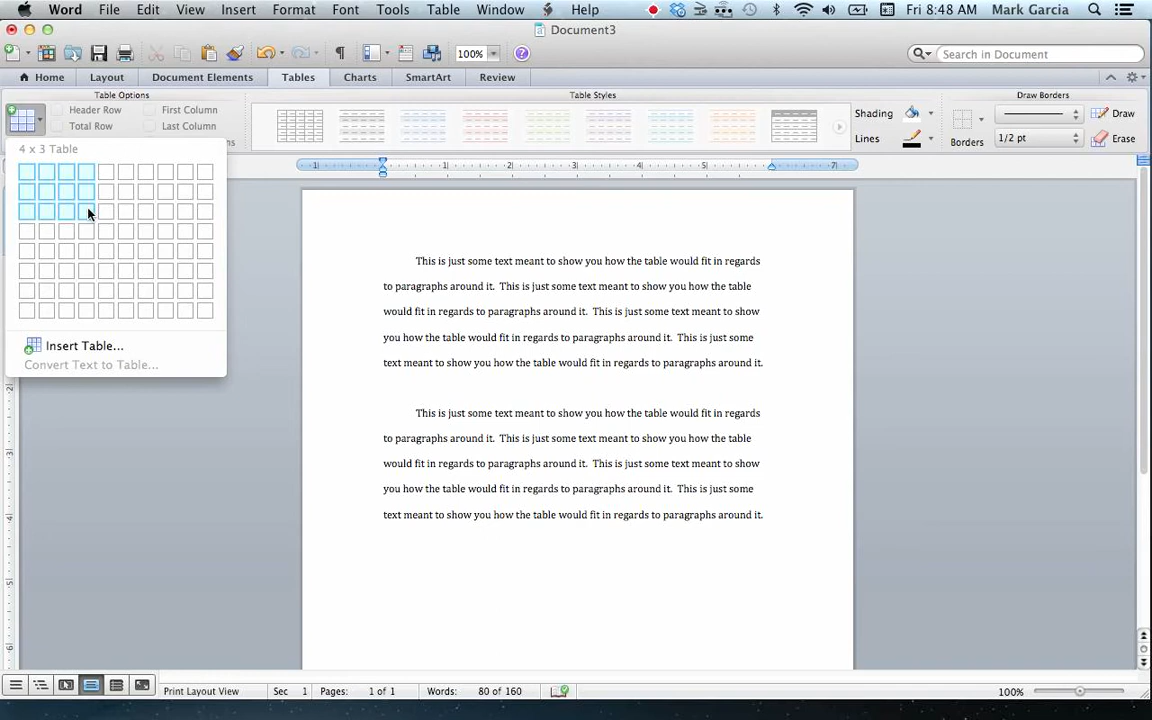 Word File Edit View Insert Format Font Tools Table Window Help Fri 8:48 AM Mark Garcia
Document3
100% Search in Document
Home Layout Document Elements Tables Charts SmartArt Review
Table Options Table Styles Draw Borders
Header Row First Column
Total Row Last Column
Shading
Lines
Borders
1/2 pt
Draw
Erase
4 x 3 Table
Insert Table...
Convert Text to Table...
1 1 2 3 4 5 7
This is just some text meant to show you how the table would fit in regards
to paragraphs around it. This is just some text meant to show you how the table
would fit in regards to paragraphs around it. This is just some text meant to show
you how the table would fit in regards to paragraphs around it. This is just some
text meant to show you how the table would fit in regards to paragraphs around it.
This is just some text meant to show you how the table would fit in regards
to paragraphs around it. This is just some text meant to show you how the table
would fit in regards to paragraphs around it. This is just some text meant to show
you how the table would fit in regards to paragraphs around it. This is just some
text meant to show you how the table would fit in regards to paragraphs around it.
2
3
4
5
6
Print Layout View Sec 1 Pages: 1 of 1 Words: 80 of 160 100%